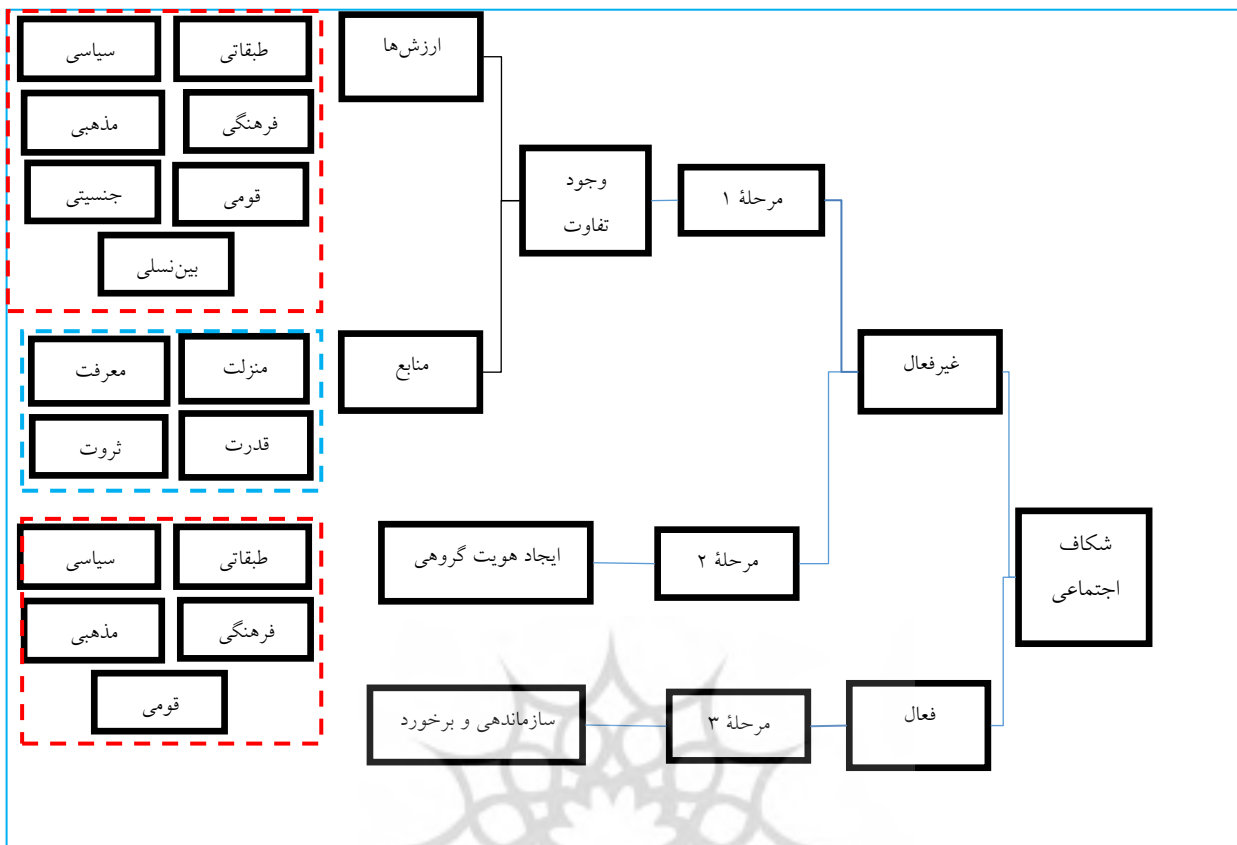 شکاف
اجتماعی
غیرفعال
مرحلهٔ ۱
وجود
تفاوت
ارزش‌ها
طبقاتی
سیاسی
فرهنگی
مذهبی
قومی
جنسیتی
بین‌نسلی
منابع
منزلت
معرفت
قدرت
ثروت
مرحلهٔ ۲
ایجاد هویت گروهی
طبقاتی
سیاسی
فرهنگی
مذهبی
قومی
فعال
مرحلهٔ ۳
سازماندهی و برخورد